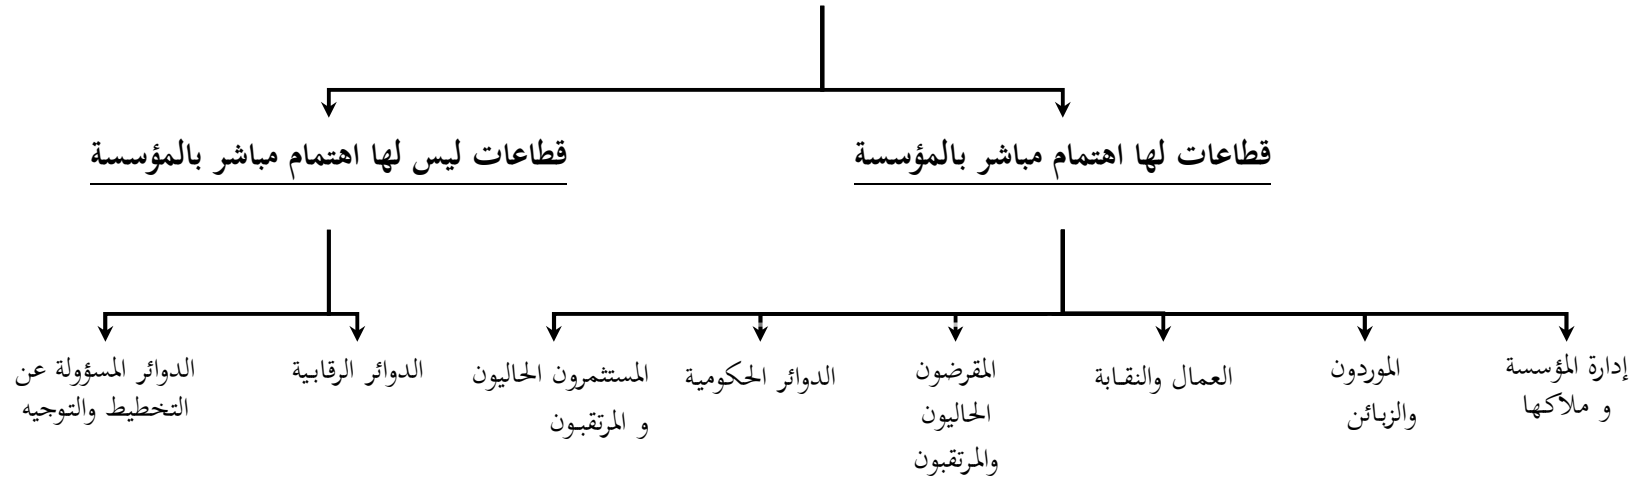 قطاعات لها اهتمام مباشر بالمؤسسة
قطاعات ليس لها اهتمام مباشر بالمؤسسة
إدارة المؤسسة
و ملاكها
الموردون
والزبائن
العمال والنقابة
المقرضون
الحاليون
والمرتقبون
الدوائر الحكومية
المستثمرون الحاليون
و المرتقبون
الدوائر الرقابية
الدوائر المسؤولة عن
التخطيط والتوجيه